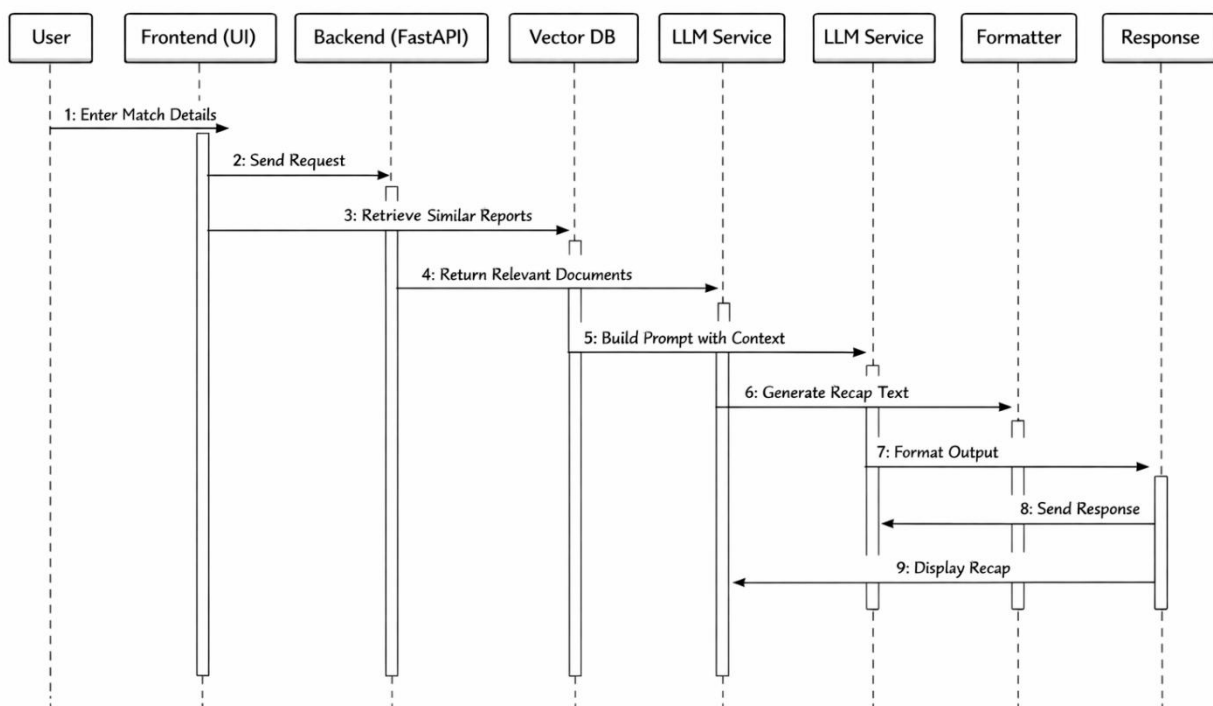 User
Frontend (UI)
Backend (FastAPI)
Vector DB
LLM Service
LLM Service
Formatter
Response
1: Enter Match Details
2: Send Request
3: Retrieve Similar Reports
4: Return Relevant Documents
5: Build Prompt with Context
6: Generate Recap Text
7: Format Output
8: Send Response
9: Display Recap